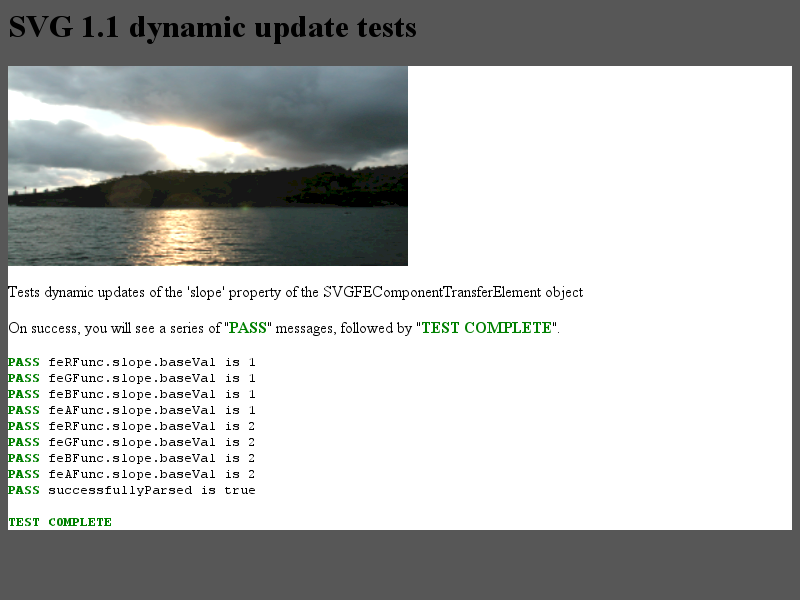 SVG 1.1 dynamic update tests
Tests dynamic updates of the 'slope' property of the SVGFEComponentTransferElement object
On success, you will see a series of "PASS" messages, followed by "TEST COMPLETE".
PASS feRFunc.slope.baseVal is 1
PASS feGFunc.slope.baseVal is 1
PASS feBFunc.slope.baseVal is 1
PASS feAFunc.slope.baseVal is 1
PASS feRFunc.slope.baseVal is 2
PASS feGFunc.slope.baseVal is 2
PASS feBFunc.slope.baseVal is 2
PASS feAFunc.slope.baseVal is 2
PASS successfullyParsed is true
TEST COMPLETE